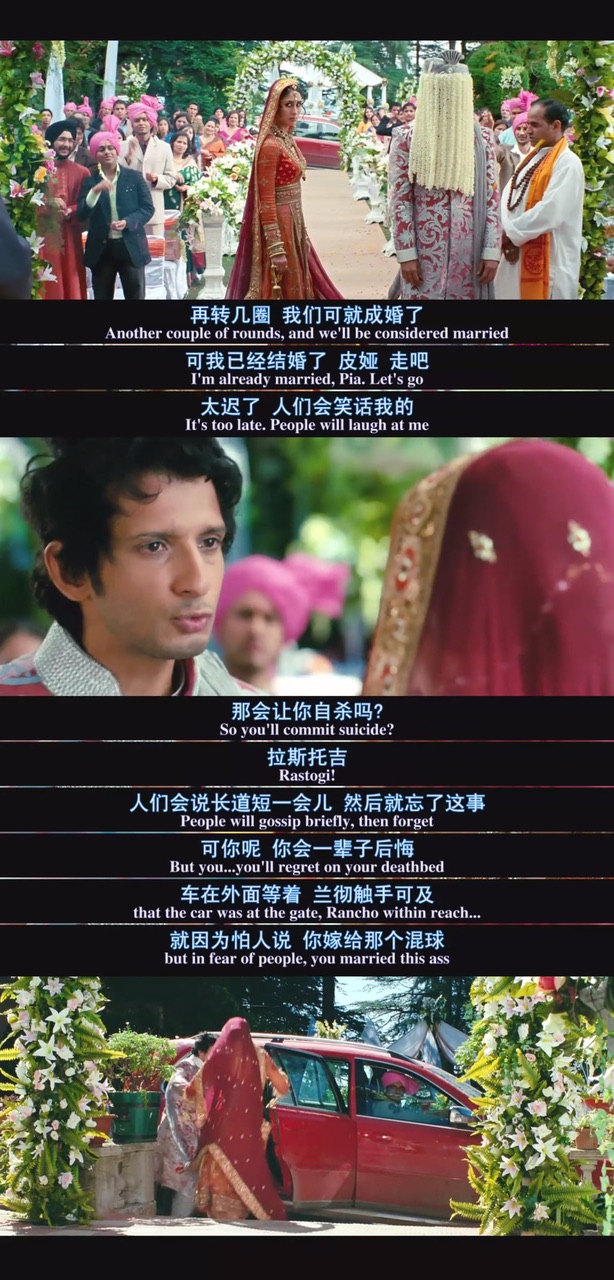 再转几圈 我们可就成婚了
Another couple of rounds, and we'll be considered married
可我已经结婚了 皮娅 走吧
I'm already married, Pia. Let's go
太迟了 人们会笑话我的
It's too late. People will laugh at me
那会让你自杀吗?
So you'll commit suicide?
拉斯托吉
Rastogi!
人们会说长道短一会儿 然后就忘了这事
People will gossip briefly, then forget
可你呢 你会一辈子后悔
But you...you'll regret on your deathbed
车在外面等着 兰彻触手可及
that the car was at the gate, Rancho within reach...
就因为怕人说 你嫁给那个混球
but in fear of people, you married this ass